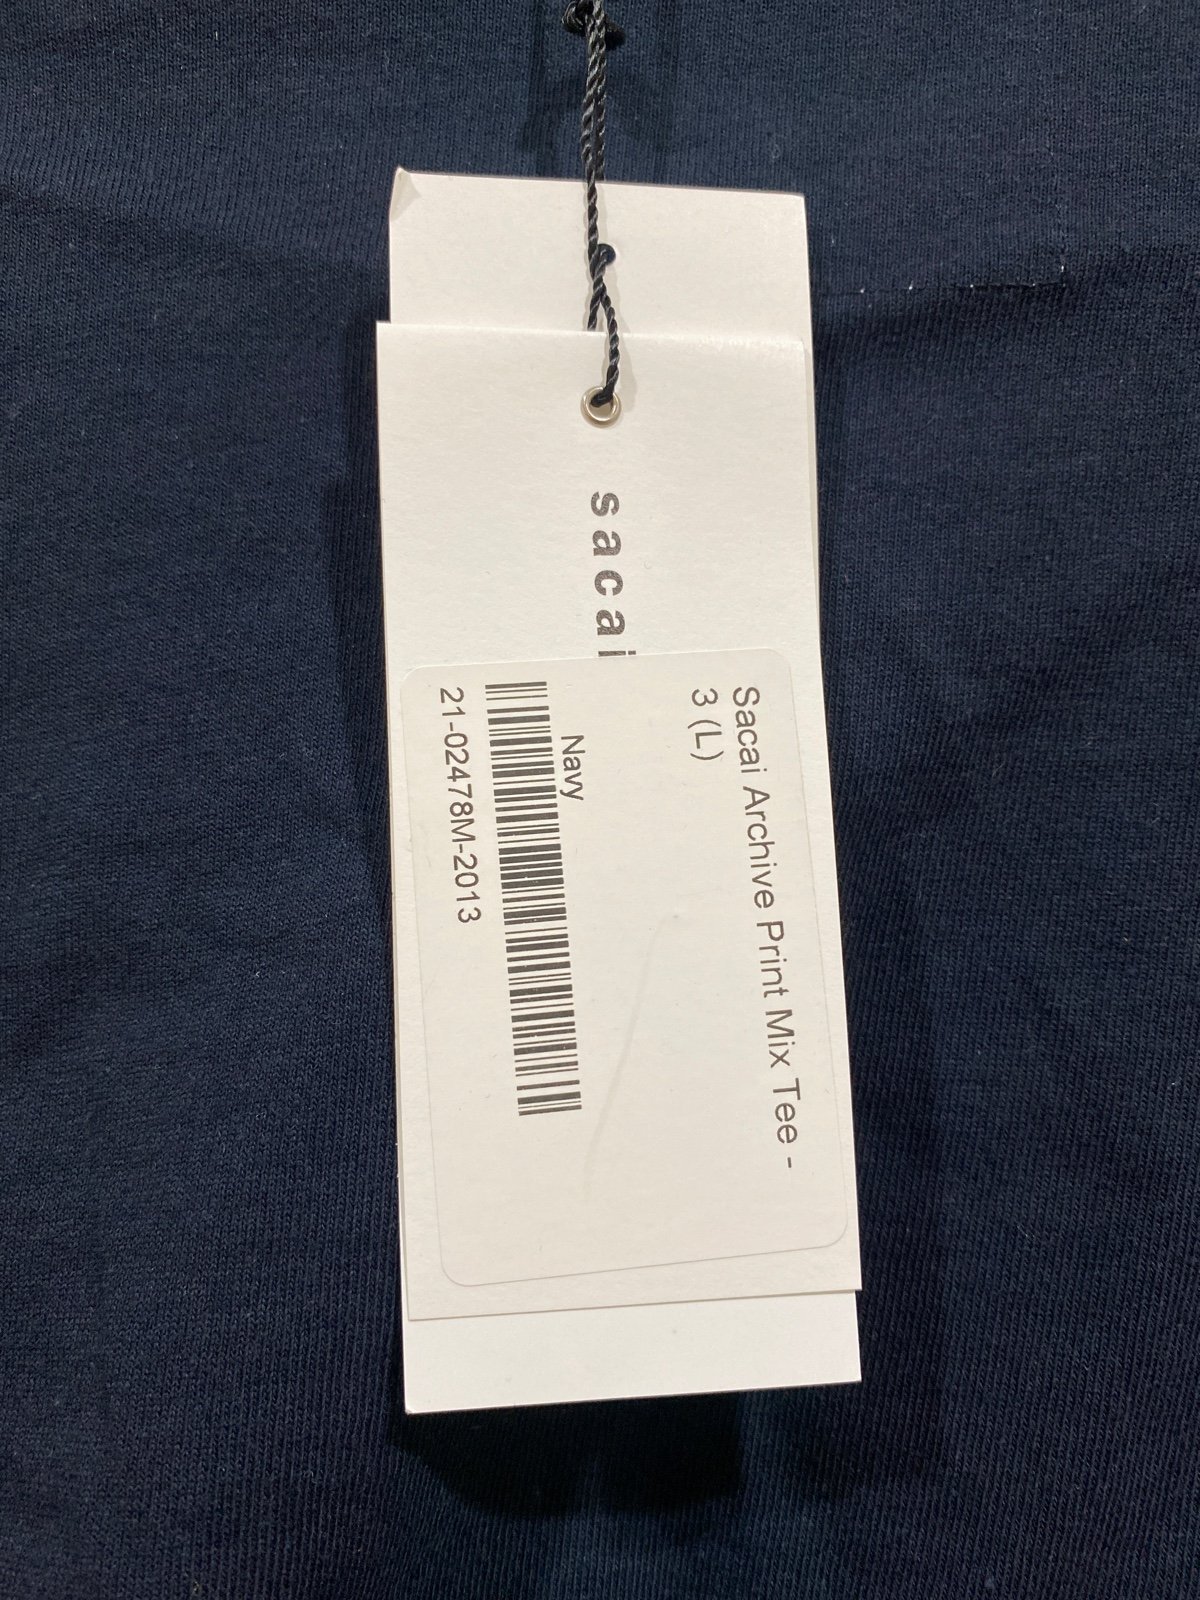 sacai
Sacai Archive Print Mix Tee -
3 (L)
Navy
21-02478M-2013